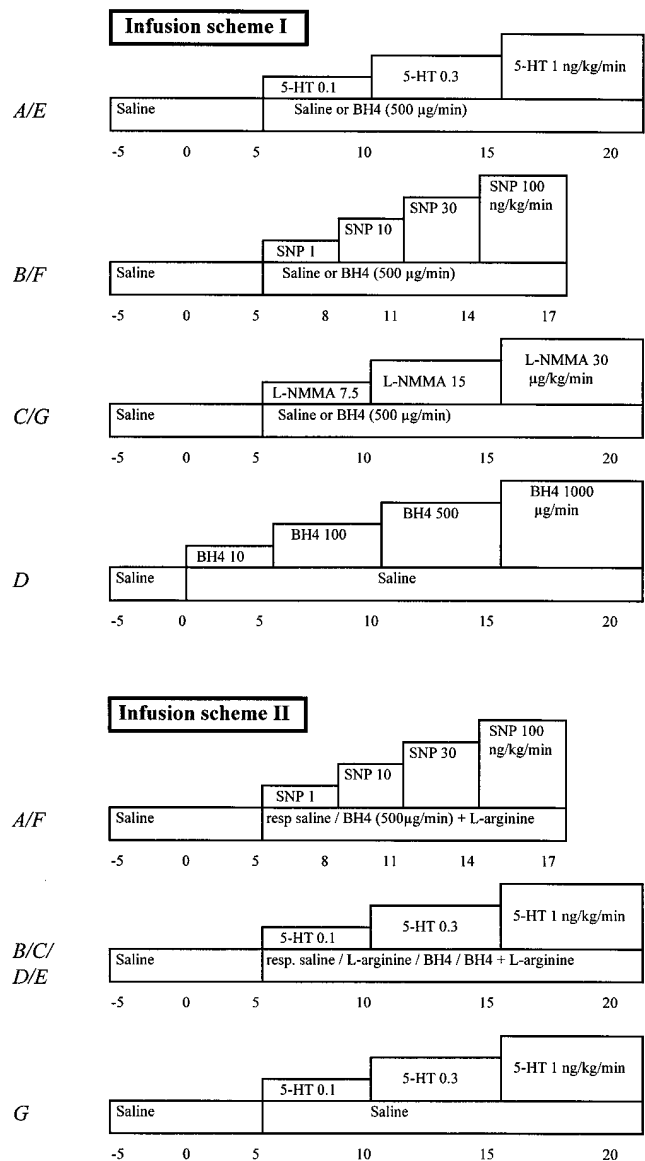 Infusion scheme I
5-HT 0.1
5-HT 0.3
5-HT 1 ng/kg/min
A/E
Saline
Saline or BH4 (500 µg/min)
-5 0 5 10 15 20
SNP 1
SNP 10
SNP 30
SNP 100
ng/kg/min
B/F
Saline
Saline or BH4 (500 µg/min)
-5 0 5 8 11 14 17
L-NMMA 7.5
L-NMMA 15
L-NMMA 30
µg/kg/min
C/G
Saline
Saline or BH4 (500 µg/min)
-5 0 5 10 15 20
BH4 10
BH4 100
BH4 500
BH4 1000
µg/min
D
Saline
Saline
-5 0 5 10 15 20
Infusion scheme II
SNP 1
SNP 10
SNP 30
SNP 100
ng/kg/min
A/F
Saline
resp saline / BH4 (500µg/min) + L-arginine
-5 0 5 8 11 14 17
5-HT 0.1
5-HT 0.3
5-HT 1 ng/kg/min
B/C/
D/E
Saline
resp. saline / L-arginine / BH4 / BH4 + L-arginine
-5 0 5 10 15 20
5-HT 0.1
5-HT 0.3
5-HT 1 ng/kg/min
G
Saline
Saline
-5 0 5 10 15 20